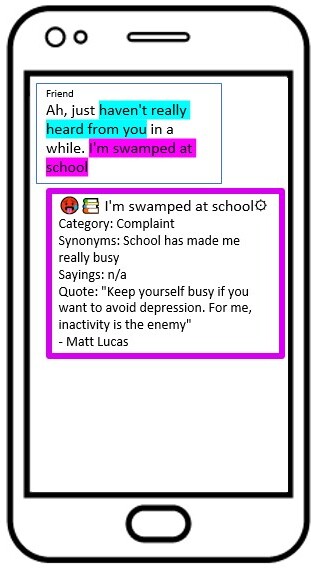 Friend
Ah, just haven't really
heard from you in a
while. I'm swamped at
school
I'm swamped at school
Category: Complaint
Synonyms: School has made me
really busy
Sayings: n/a
Quote: "Keep yourself busy if you
want to avoid depression. For me,
inactivity is the enemy"
- Matt Lucas